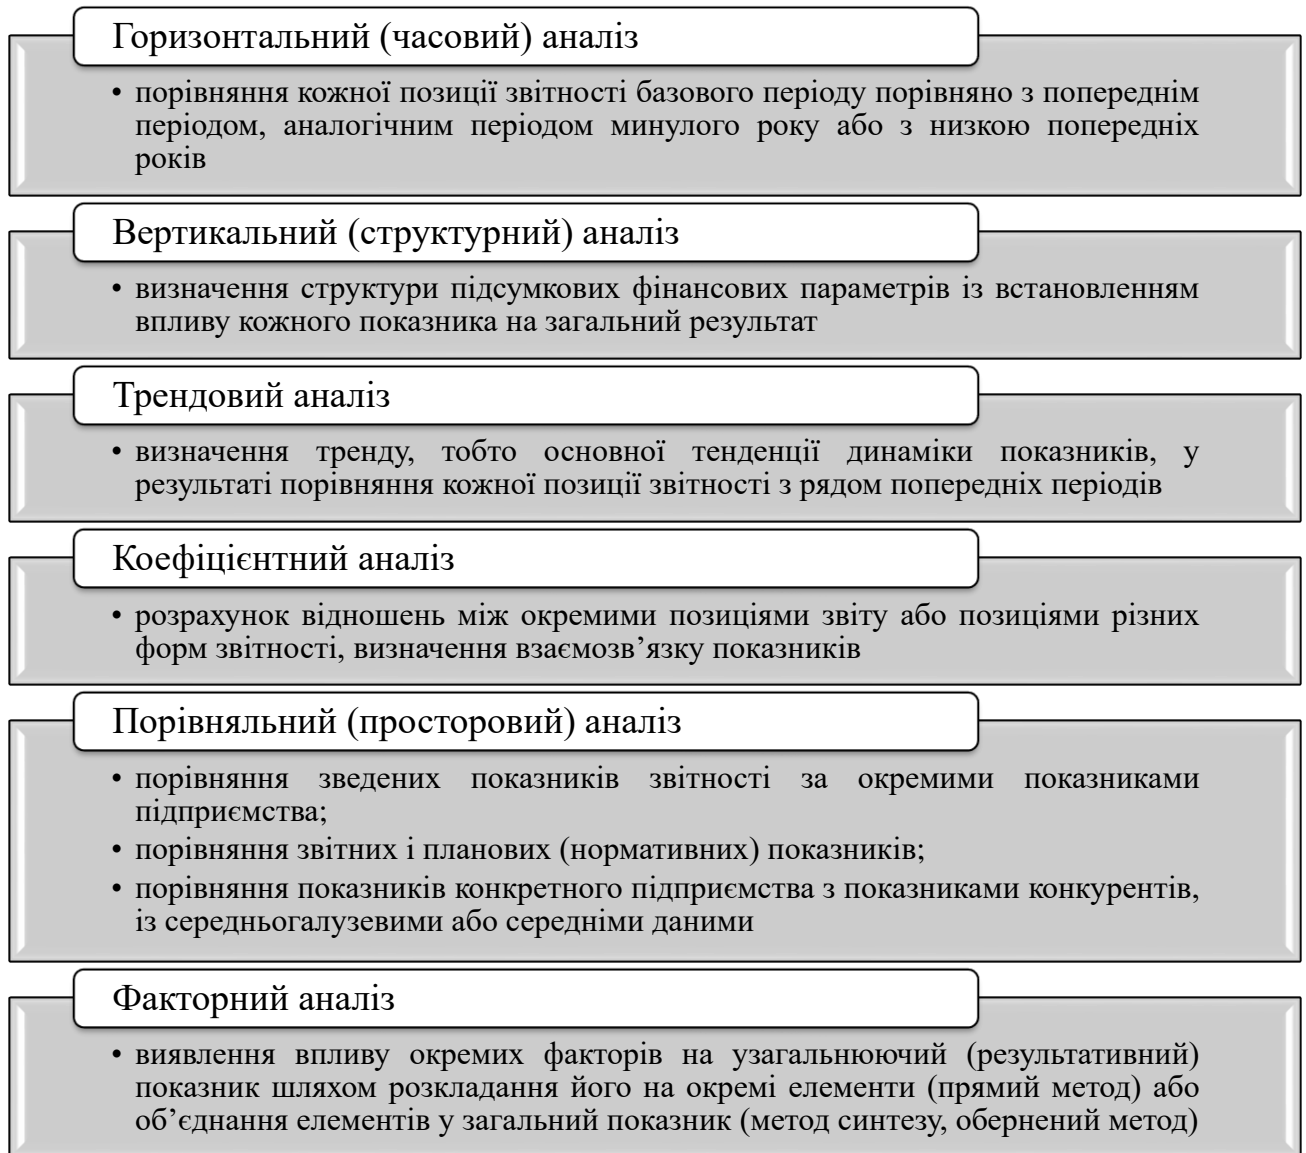 Горизонтальний (часовий) аналіз
• порівняння кожної позиції звітності базового періоду порівняно з попереднім
періодом, аналогічним періодом минулого року або з низкою попередніх
років
Вертикальний (структурний) аналіз
• визначення структури підсумкових фінансових параметрів із встановленням
впливу кожного показника на загальний результат
Трендовий аналіз
• визначення тренду, тобто основної тенденції динаміки показників, у
результаті порівняння кожної позиції звітності з рядом попередніх періодів
Коефіцієнтний аналіз
• розрахунок відношень між окремими позиціями звіту або позиціями різних
форм звітності, визначення взаємозв’язку показників
Порівняльний (просторовий) аналіз
• порівняння зведених показників звітності за окремими показниками
підприємства;
• порівняння звітних і планових (нормативних) показників;
• порівняння показників конкретного підприємства з показниками конкурентів,
із середньогалузевими або середніми даними
Факторний аналіз
• виявлення впливу окремих факторів на узагальнюючий (результативний)
показник шляхом розкладання його на окремі елементи (прямий метод) або
об’єднання елементів у загальний показник (метод синтезу, обернений метод)